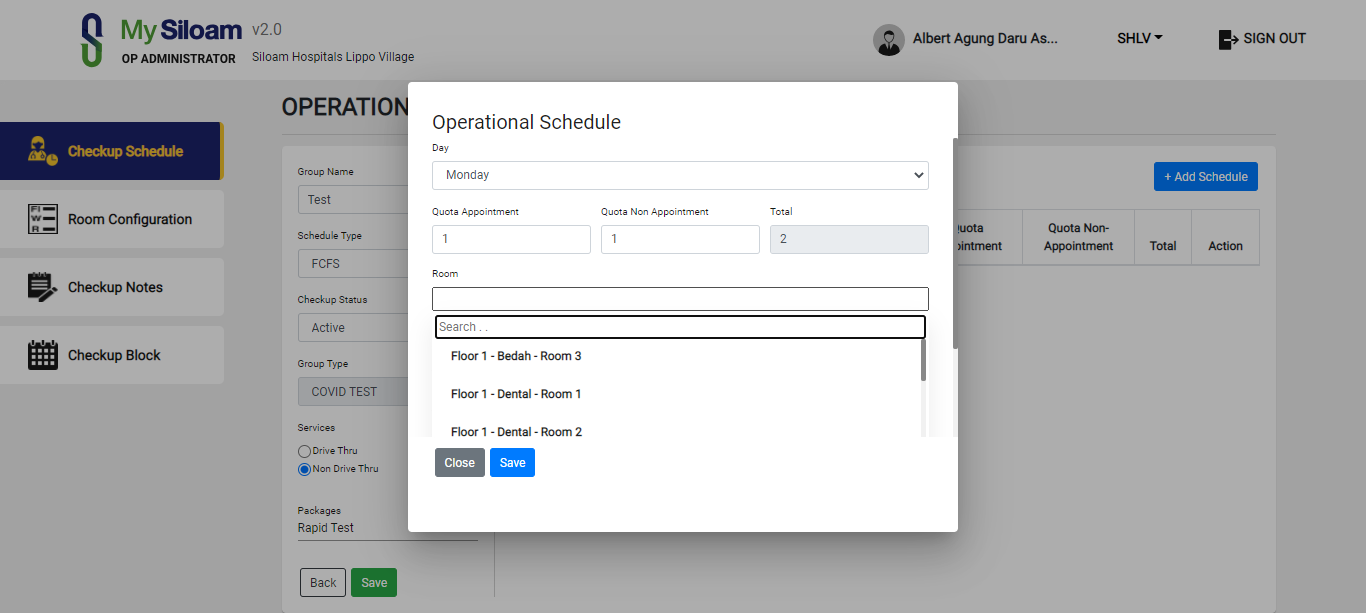 My Siloam v2.0
OP ADMINISTRATOR
Siloam Hospitals Lippo Village
Albert Agung Daru As...
SHLV
SIGN OUT
Checkup Schedule
Room Configuration
Checkup Notes
Checkup Block
OPERATION
Group Name
Test
Schedule Type
FCFS
Checkup Status
Active
Group Type
COVID TEST
Services
Drive Thru
Non Drive Thru
Packages
Rapid Test
Back
Save
Operational Schedule
Day
Monday
Quota Appointment
Quota Non Appointment
Total
1
1
2
Room
Search . .
Floor 1 - Bedah - Room 3
Floor 1 - Dental - Room 1
Floor 1 - Dental - Room 2
Close
Save
+ Add Schedule
Quota Non-
Appointment
Total
Action